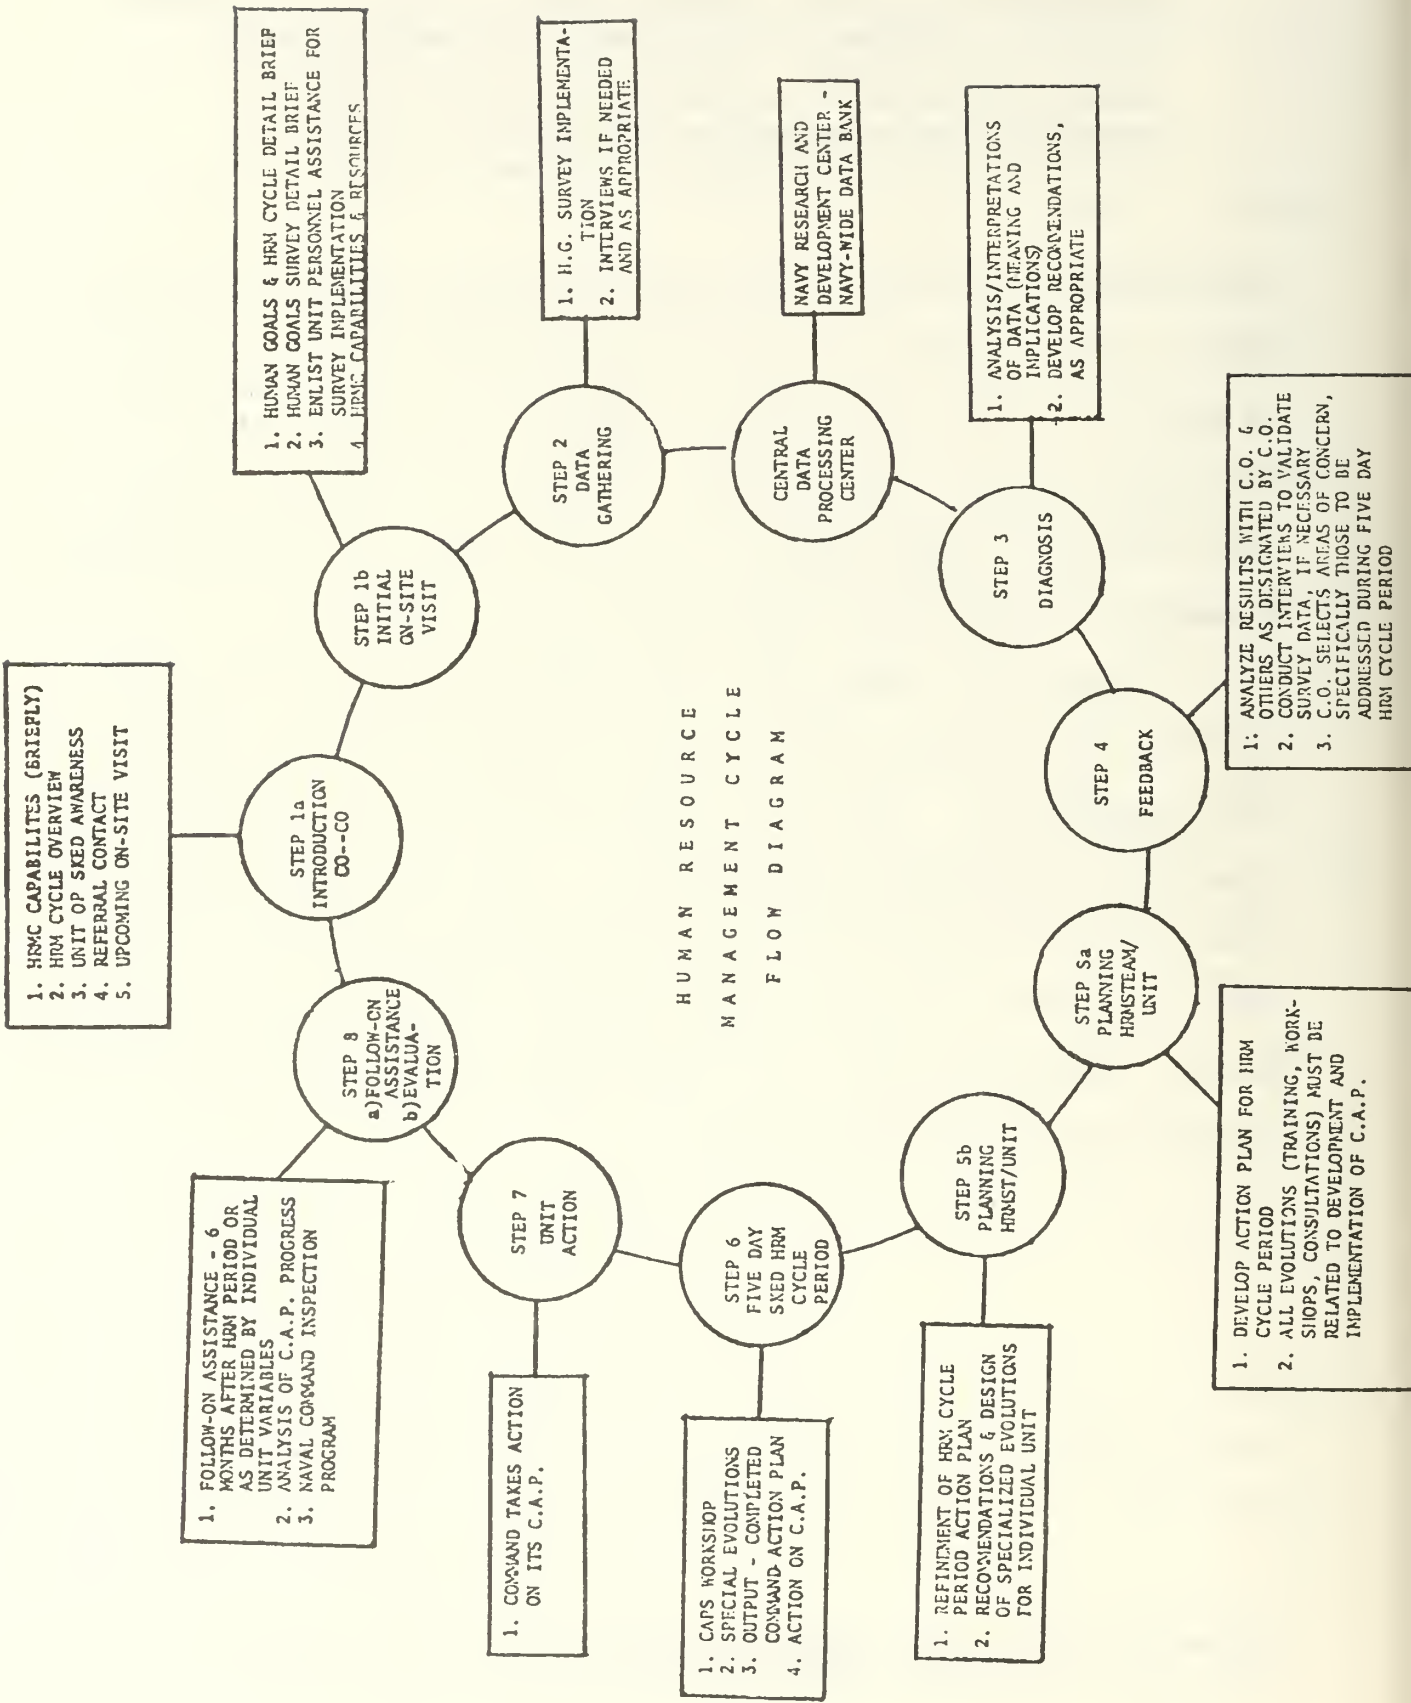 1. HRMC CAPABILITES (BRIEFLY)
2. HRM CYCLE OVERVIEW
3. UNIT OP SKED AWARENESS
4. REFERRAL CONTACT
5. UPCOMING ON-SITE VISIT
STEP 1a
INTRODUCTION
CO--CO
1. HUMAN GOALS & HRM CYCLE DETAIL BRIEF
2. HUMAN GOALS SURVEY DETAIL BRIEF
3. ENLIST UNIT PERSONNEL ASSISTANCE FOR
SURVEY IMPLEMENTATION
4. HRMC CAPABILITIES & RESOURCES
STEP 1b
INITIAL
ON-SITE
VISIT
1. H.G. SURVEY IMPLEMENTA-
TION
2. INTERVIEWS IF NEEDED
AND AS APPROPRIATE
STEP 2
DATA
GATHERING
NAVY RESEARCH AND
DEVELOPMENT CENTER -
NAVY-WIDE DATA BANK
CENTRAL
DATA
PROCESSING
CENTER
1. ANALYSIS/INTERPRETATIONS
OF DATA (MEANING AND
IMPLICATIONS)
2. DEVELOP RECOMMENDATIONS,
AS APPROPRIATE
STEP 3
DIAGNOSIS
1: ANALYZE RESULTS WITH C.O. &
OTHERS AS DESIGNATED BY C.O.
2. CONDUCT INTERVIEWS TO VALIDATE
SURVEY DATA, IF NECESSARY
3. C.O. SELECTS AREAS OF CONCERN,
SPECIFICALLY THOSE TO BE
ADDRESSED DURING FIVE DAY
HRM CYCLE PERIOD
STEP 4
FEEDBACK
STEP 5a
PLANNING
HRMSTEAM/
UNIT
1. DEVELOP ACTION PLAN FOR HRM
CYCLE PERIOD
2. ALL EVOLUTIONS (TRAINING, WORK-
SHOPS, CONSULTATIONS) MUST BE
RELATED TO DEVELOPMENT AND
IMPLEMENTATION OF C.A.P.
STEP 5b
PLANNING
HRMST/UNIT
1. REFINEMENT OF HRM CYCLE
PERIOD ACTION PLAN
2. RECOMMENDATIONS & DESIGN
OF SPECIALIZED EVOLUTIONS
FOR INDIVIDUAL UNIT
STEP 6
FIVE DAY
SKED HRM
CYCLE
PERIOD
1. CAPS WORKSHOP
2. SPECIAL EVOLUTIONS
3. OUTPUT - COMPLETED
COMMAND ACTION PLAN
4. ACTION ON C.A.P.
STEP 7
UNIT
ACTION
1. COMMAND TAKES ACTION
ON ITS C.A.P.
STEP 8
a)FOLLOW-ON
ASSISTANCE
b)EVALUA-
TION
1. FOLLOW-ON ASSISTANCE - 6
MONTHS AFTER HRM PERIOD OR
AS DETERMINED BY INDIVIDUAL
UNIT VARIABLES
2. ANALYSIS OF C.A.P. PROGRESS
3. NAVAL COMMAND INSPECTION
PROGRAM
HUMAN RESOURCE
MANAGEMENT CYCLE
FLOW DIAGRAM